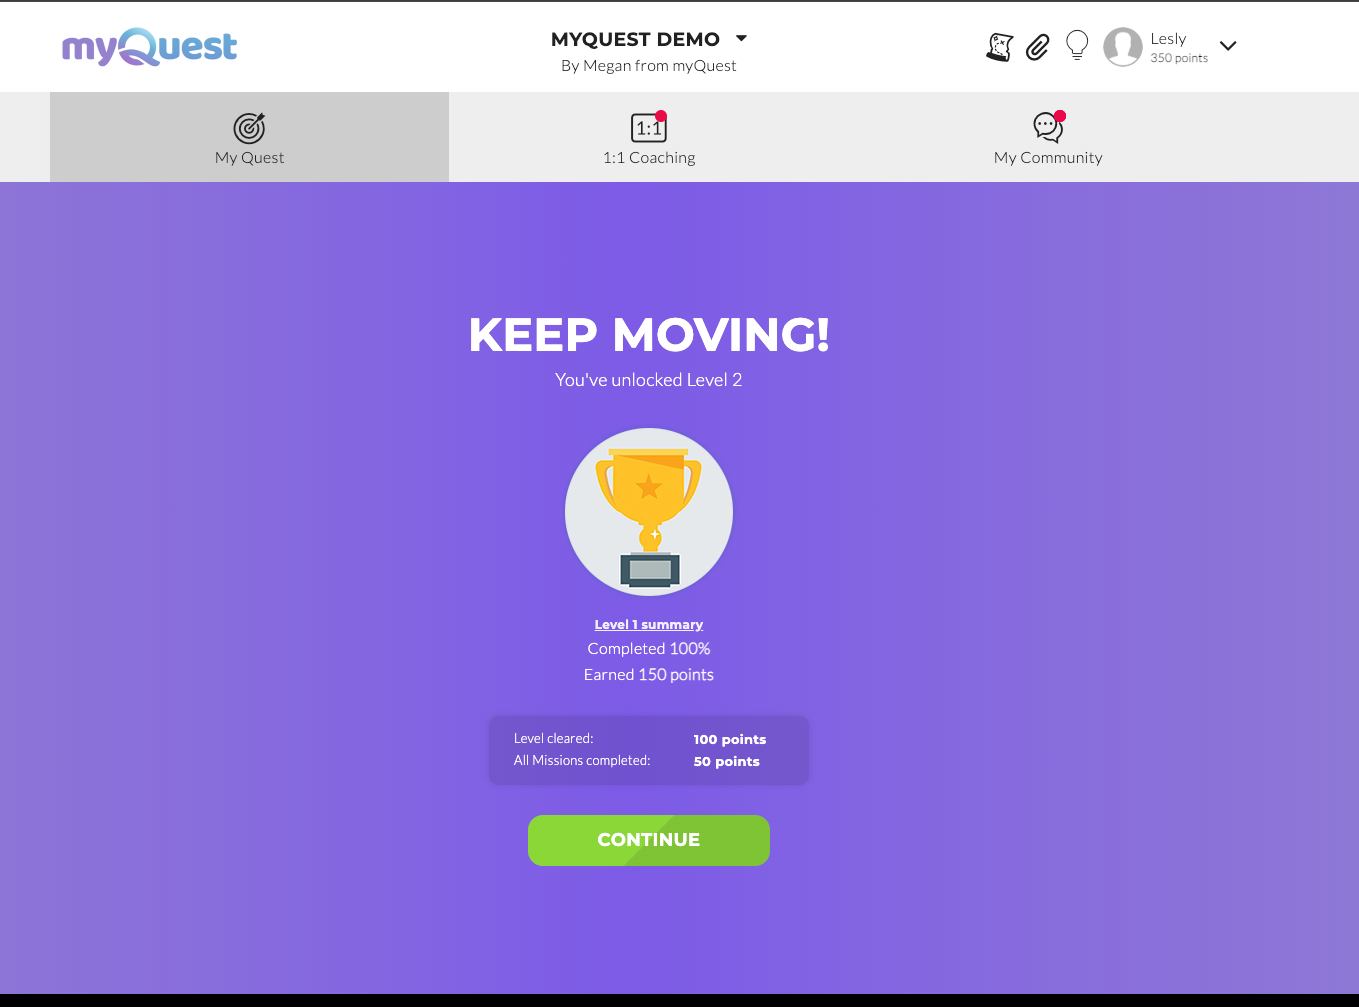 myQuest
MYQUEST DEMO
By Megan from myQuest
Lesly
350 points
My Quest
1:1
1:1 Coaching
My Community
KEEP MOVING!
You've unlocked Level 2
Level 1 summary
Completed 100%
Earned 150 points
Level cleared: 100 points
All Missions completed: 50 points
CONTINUE